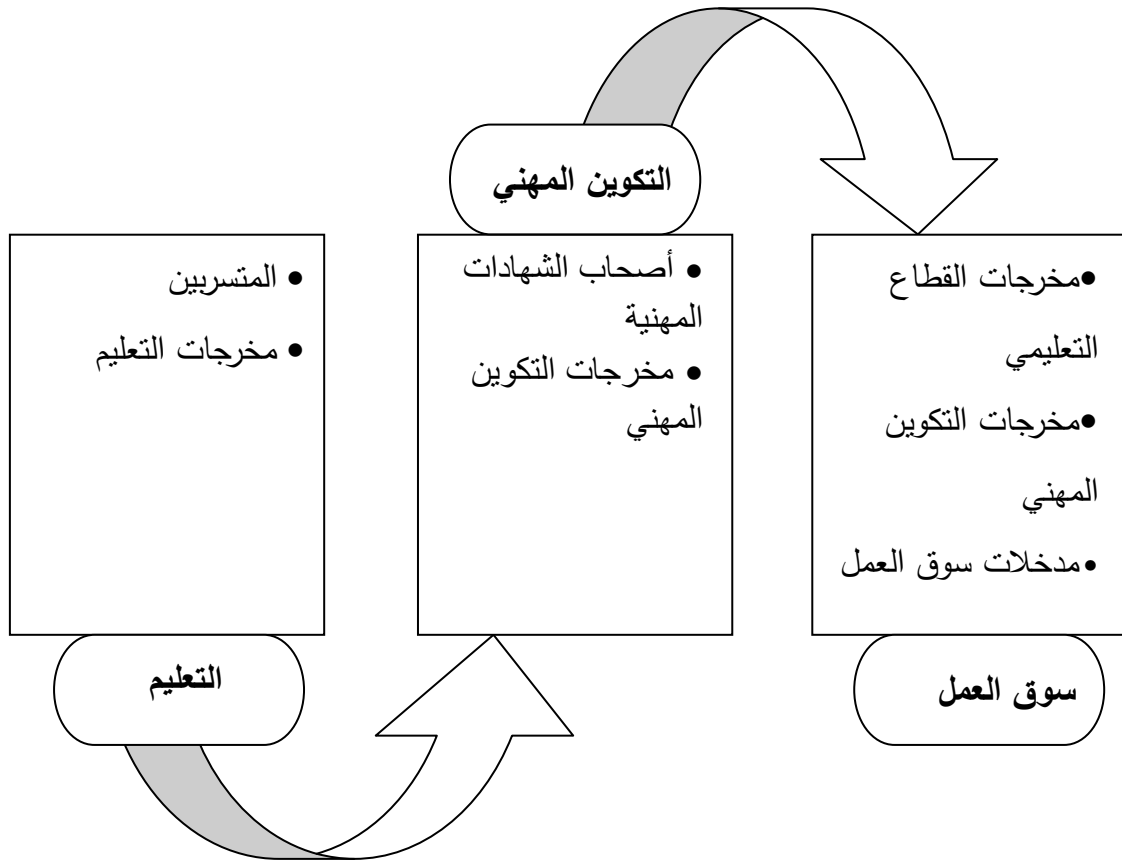 التكوين المهني
• المتسربين
• مخرجات التعليم
التعليم
• أصحاب الشهادات
المهنية
• مخرجات التكوين
المهني
•مخرجات القطاع
التعليمي
•مخرجات التكوين
المهني
•مدخلات سوق العمل
سوق العمل